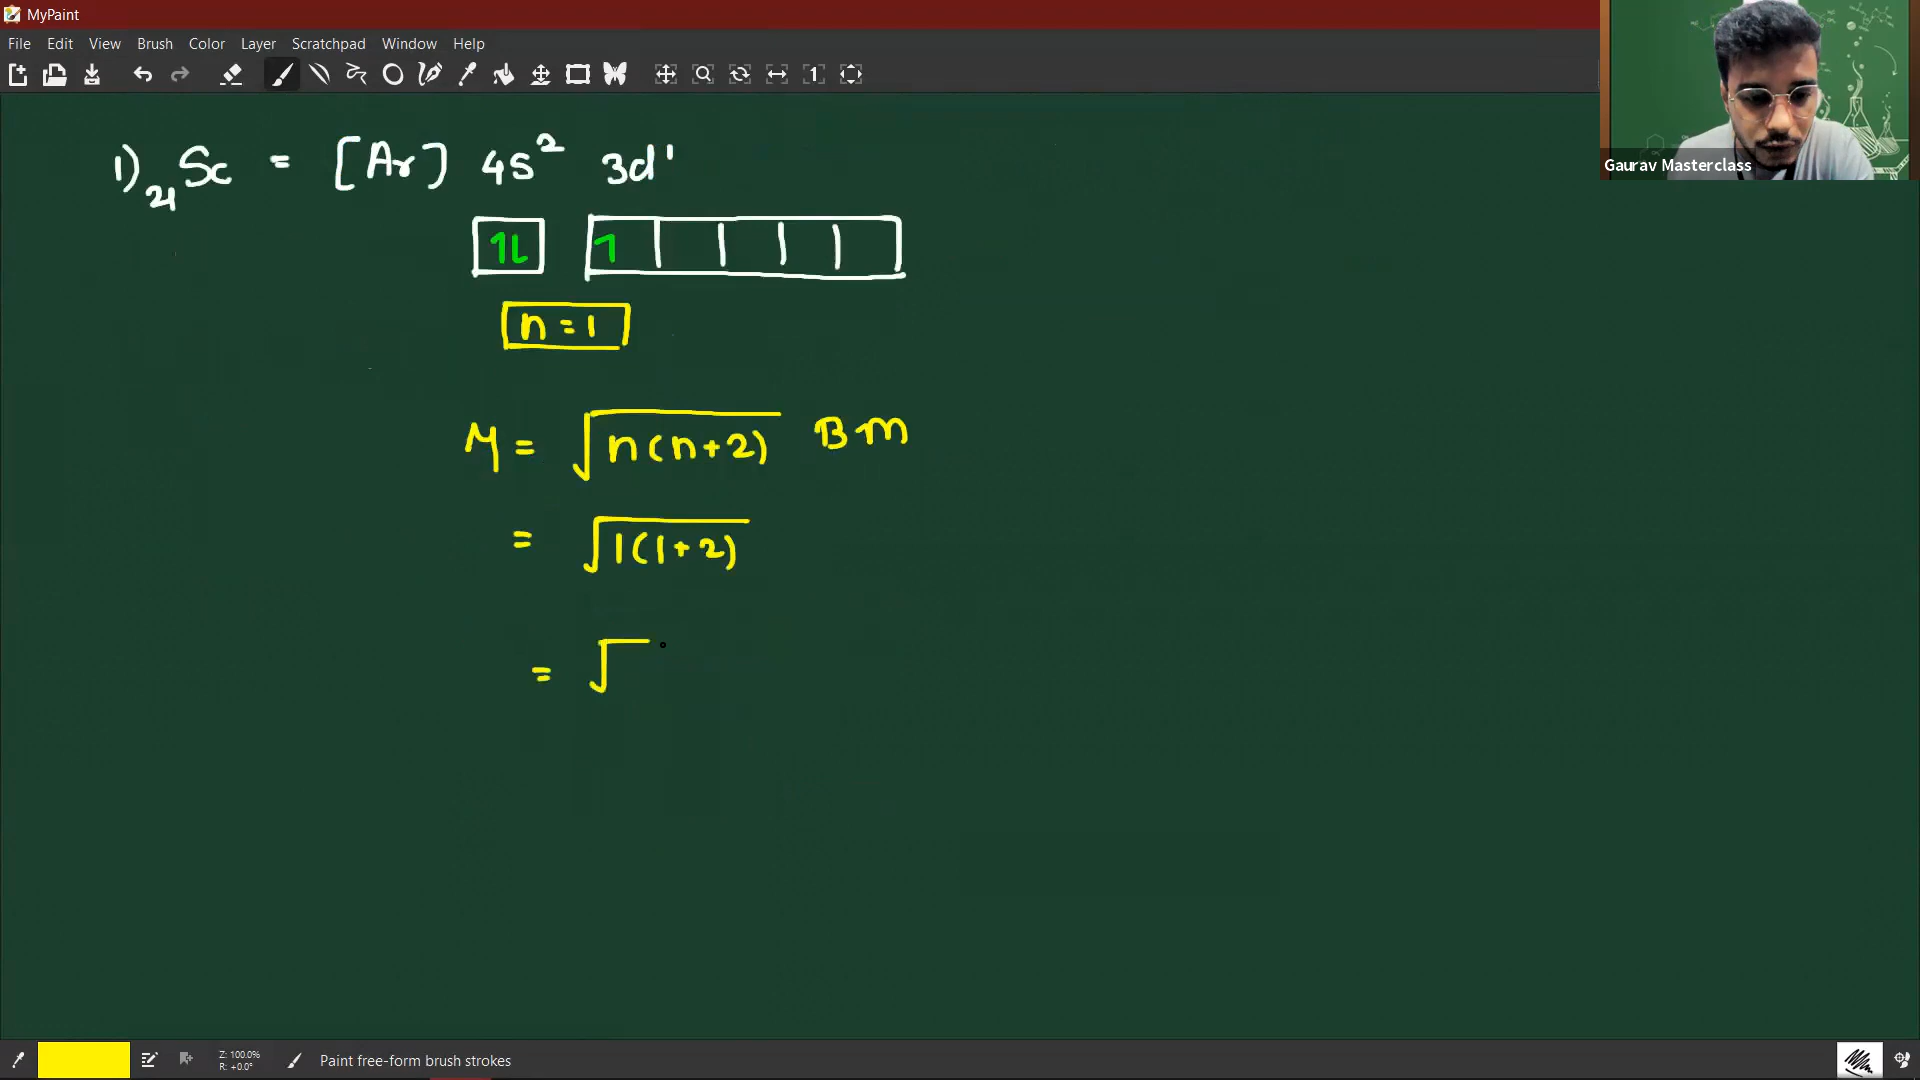 MyPaint
File Edit View Brush Color Layer Scratchpad Window Help
Gaurav Masterclass
1) ₂₁Sc = [Ar] 4s² 3d¹
1L 1
n = 1
M = √n(n+2) BM
= √1(1+2)
= √
Z: 100.0%
R: +0.0°
Paint free-form brush strokes